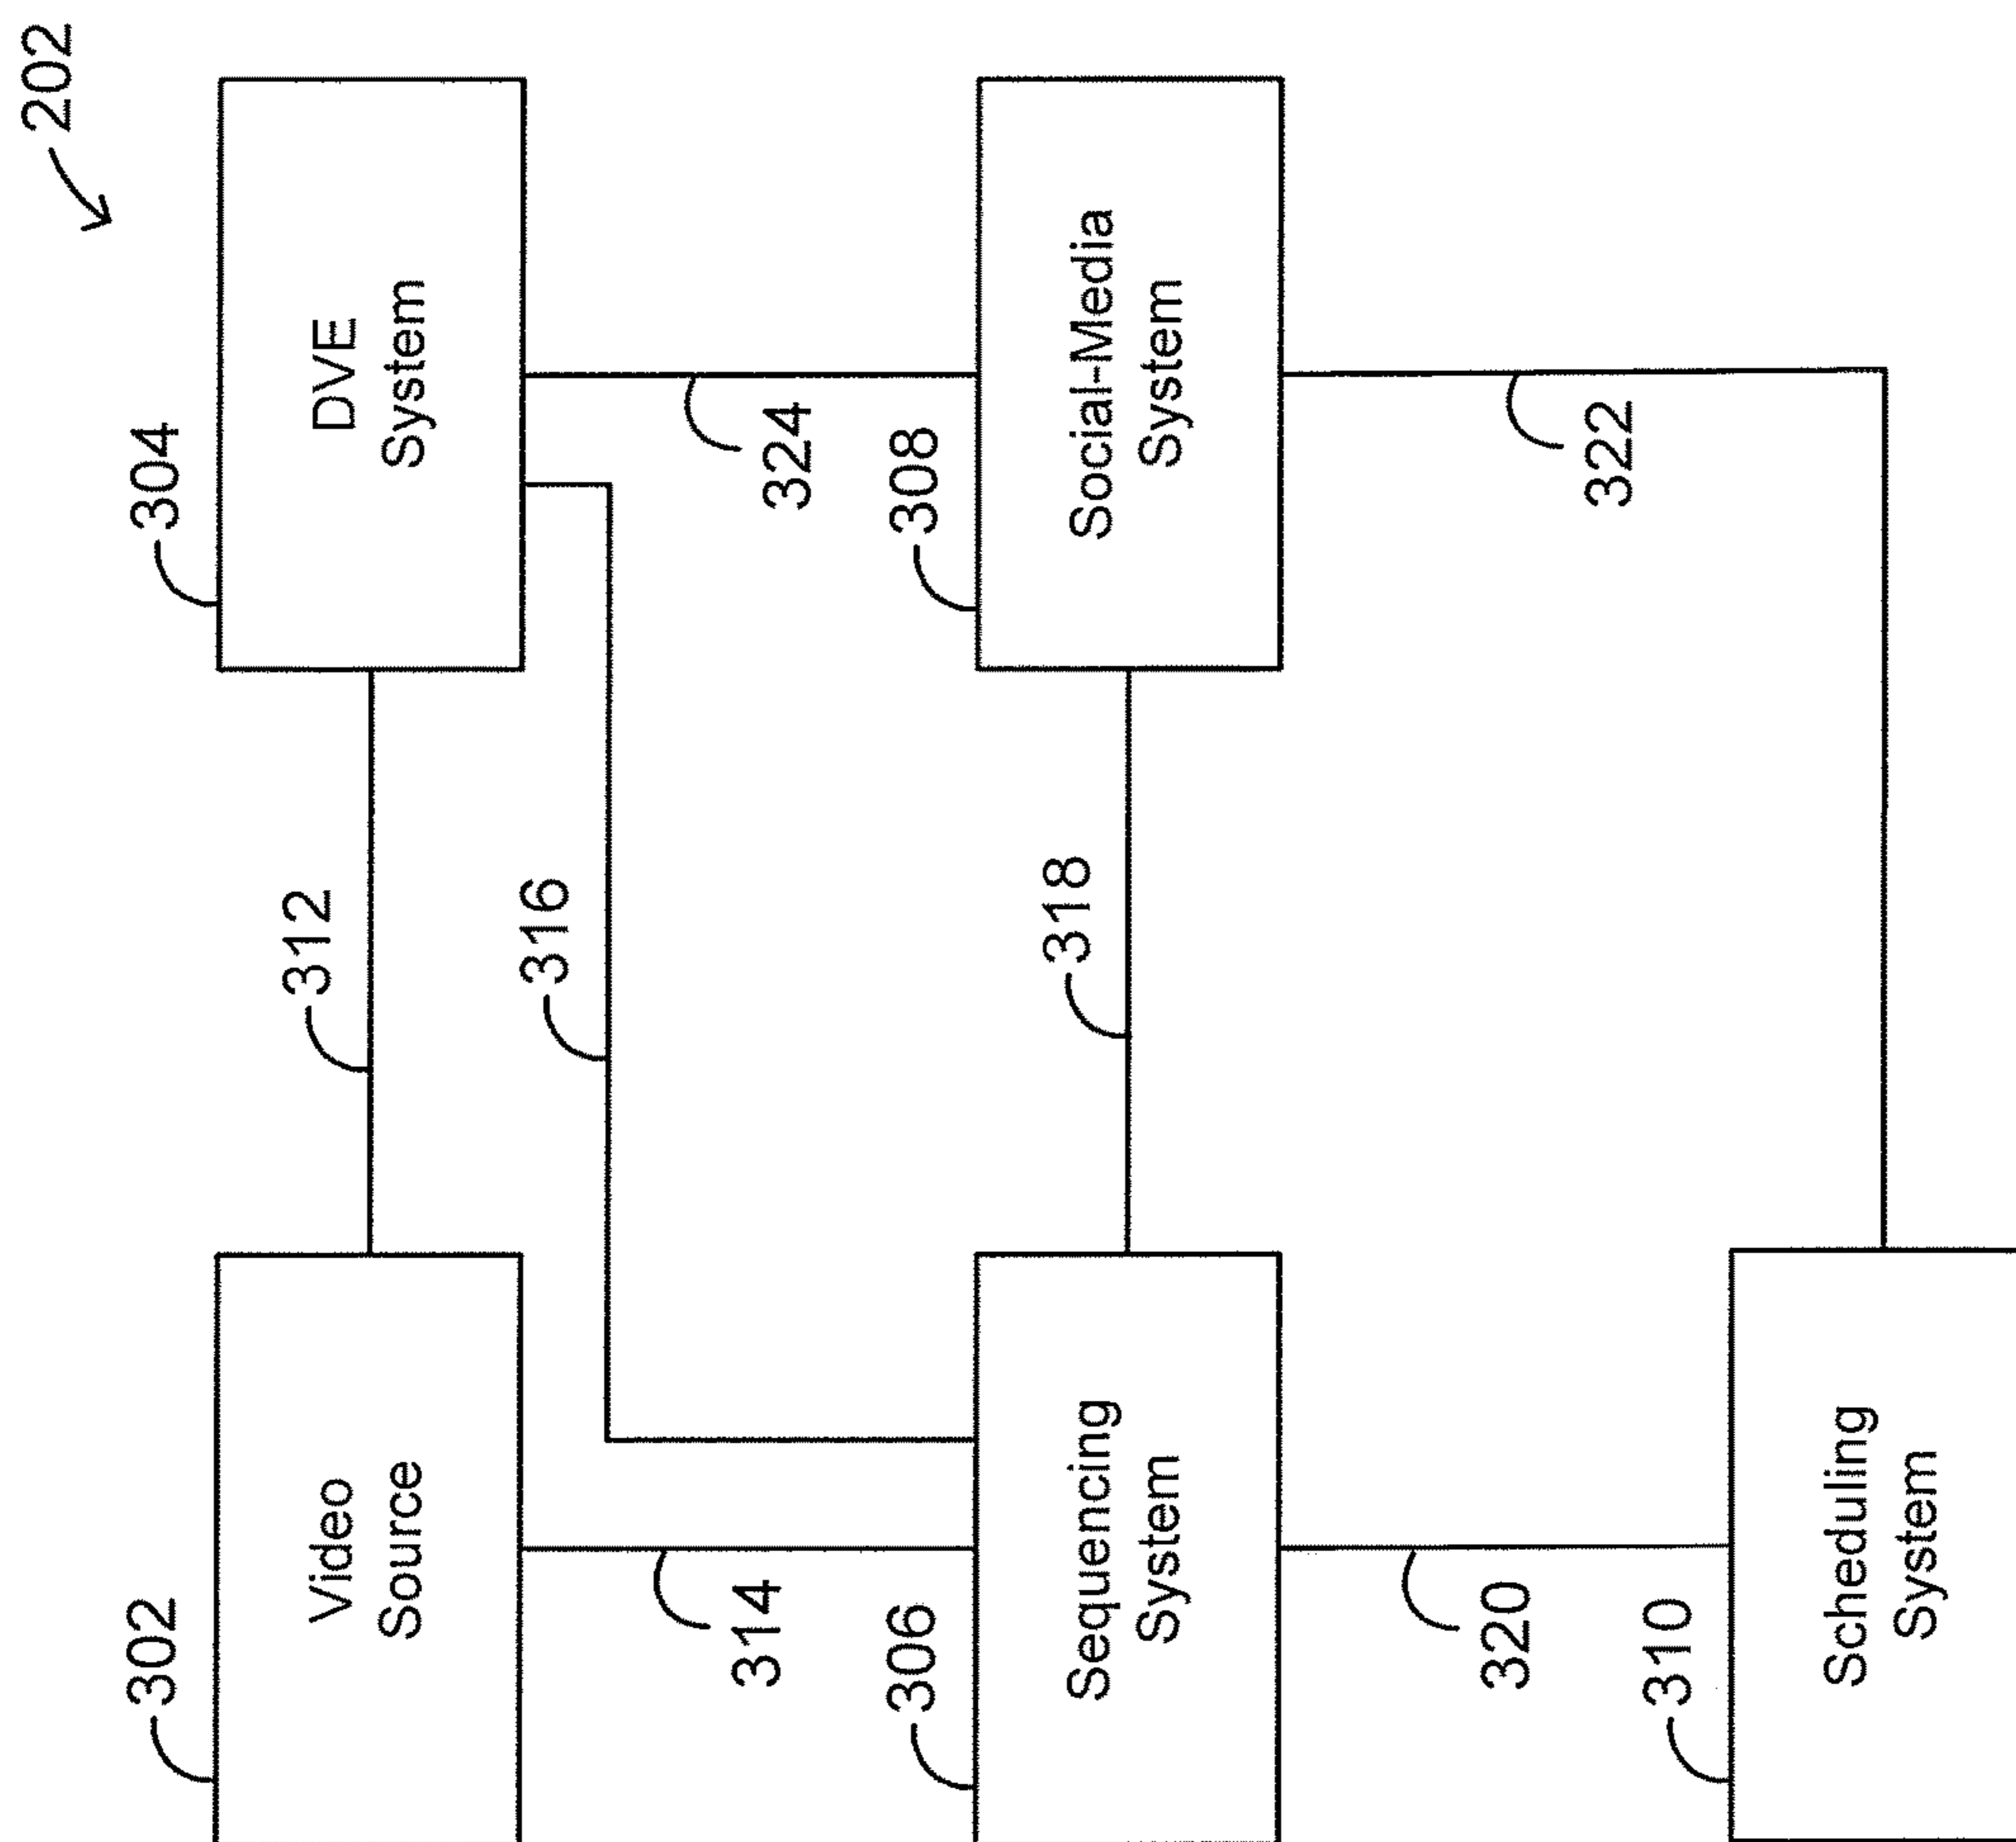 202
302
Video
Source
312
304
DVE
System
314
316
324
306
Sequencing
System
318
308
Social-Media
System
320
322
310
Scheduling
System